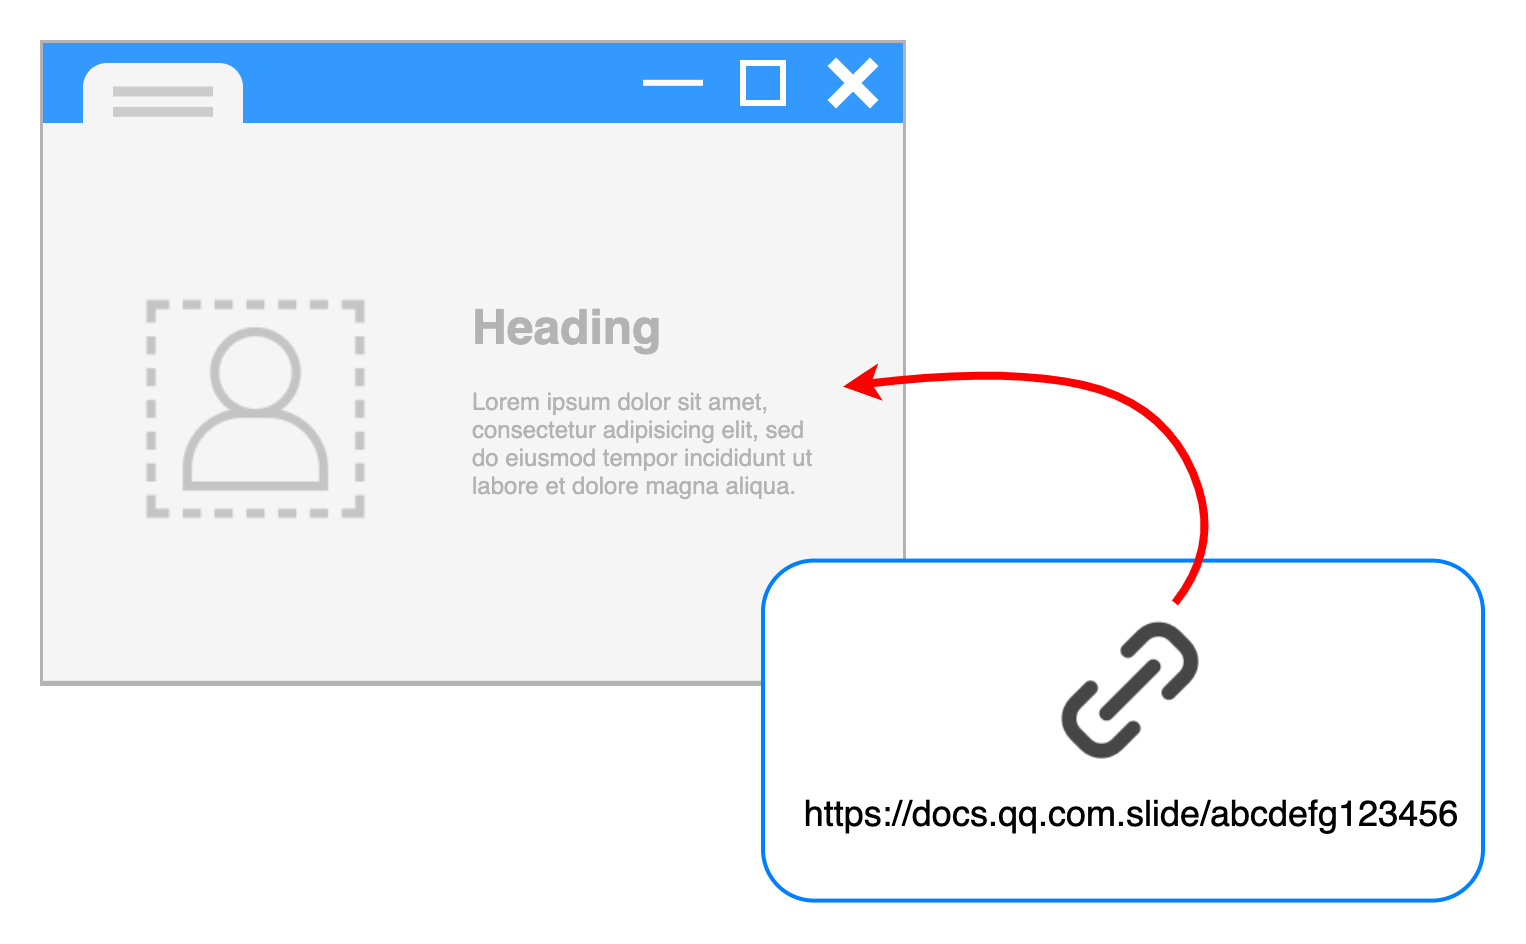 Heading
Lorem ipsum dolor sit amet,
consectetur adipisicing elit, sed
do eiusmod tempor incididunt ut
labore et dolore magna aliqua.
https://docs.qq.com.slide/abcdefg123456